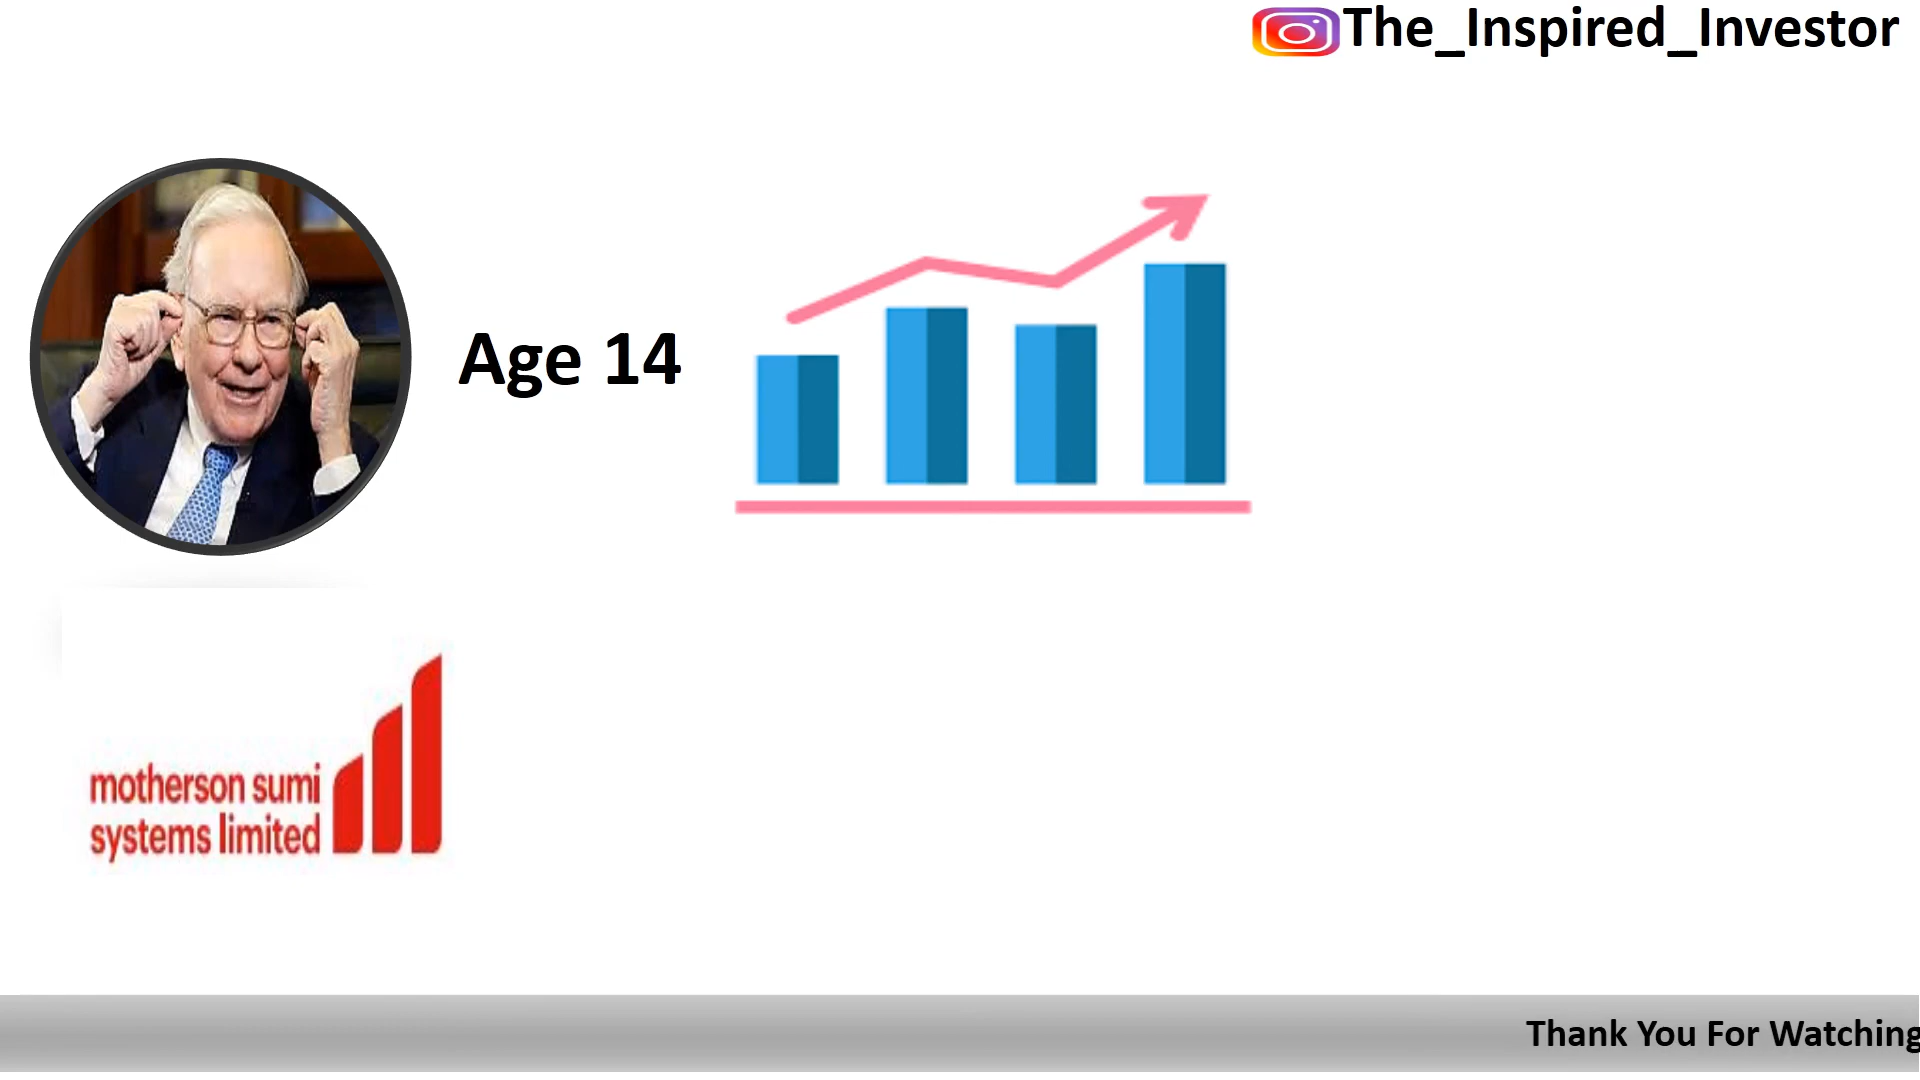 The_Inspired_Investor
Age 14
motherson sumi
systems limited
Thank You For Watching